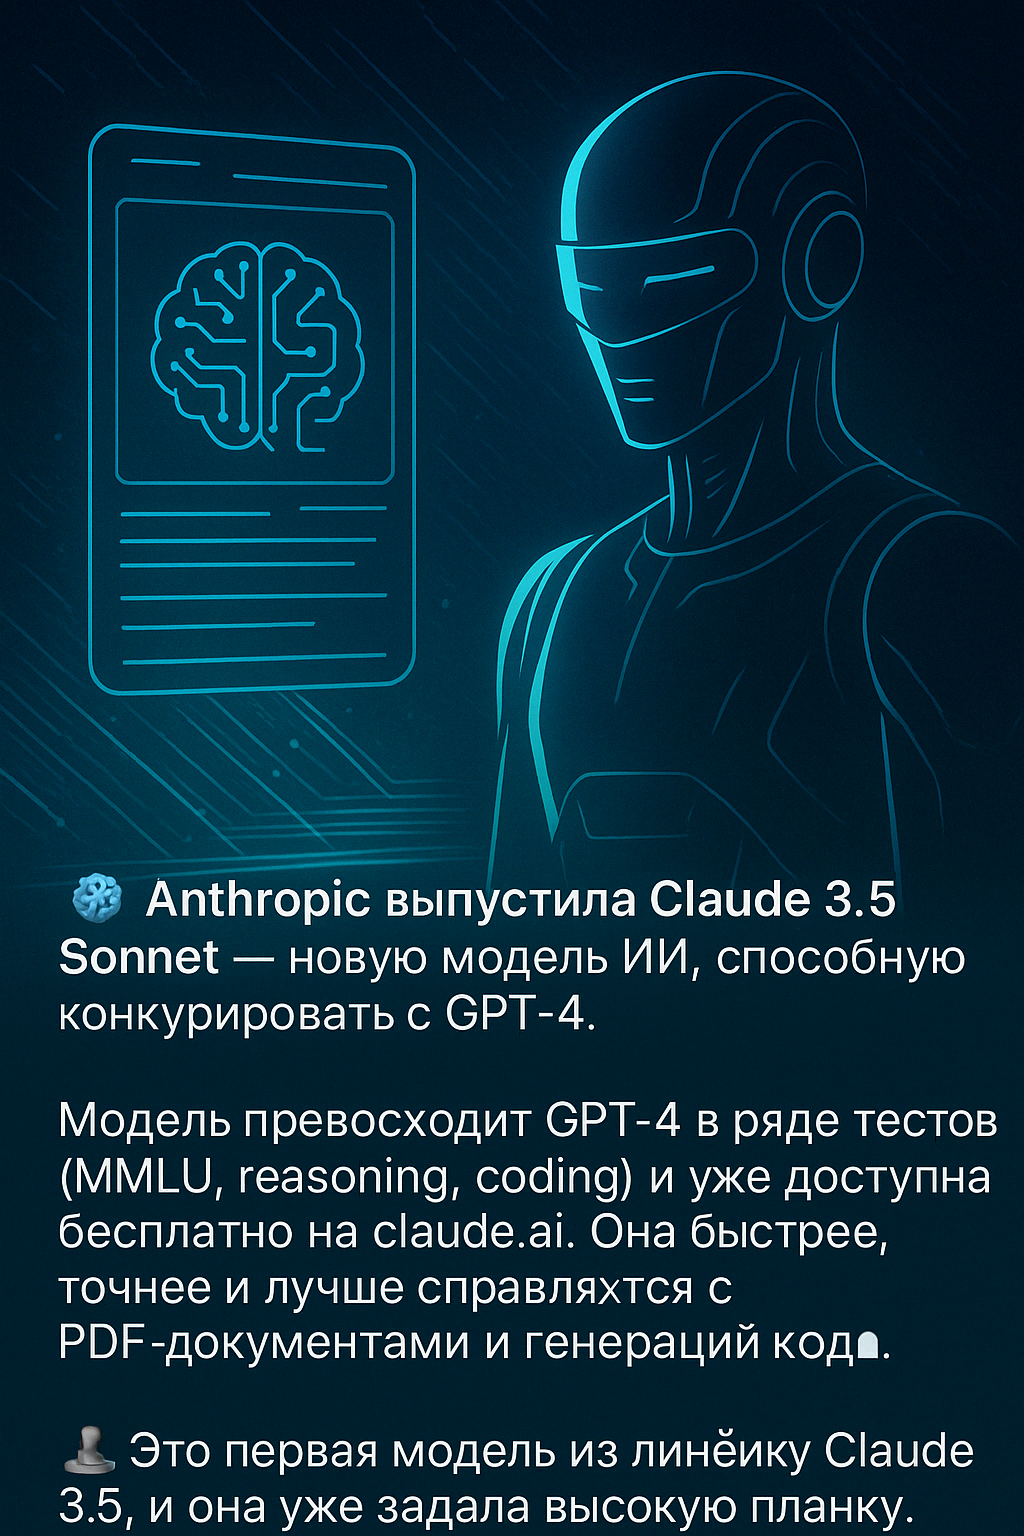 Anthropic выпустила Claude 3.5
Sonnet — новую модель ИИ, способную
конкурировать с GPT-4.
Модель превосходит GPT-4 в ряде тестов
(MMLU, reasoning, coding) и уже доступна
бесплатно на claude.ai. Она быстрее,
точнее и лучше справляхтся с
PDF-документами и генераций код.
Это первая модель из линĕику Claude
3.5, и она уже задала высокую планку.